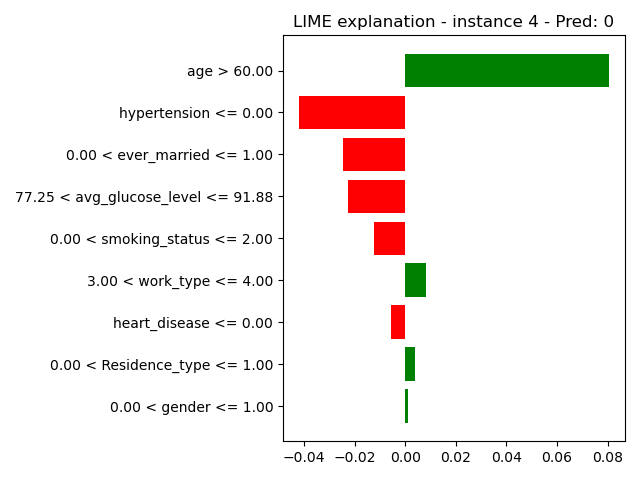 LIME explanation - instance 4 - Pred: 0
age > 60.00
hypertension <= 0.00
0.00 < ever_married <= 1.00
77.25 < avg_glucose_level <= 91.88
0.00 < smoking_status <= 2.00
3.00 < work_type <= 4.00
heart_disease <= 0.00
0.00 < Residence_type <= 1.00
0.00 < gender <= 1.00
−0.04 −0.02 0.00 0.02 0.04 0.06 0.08